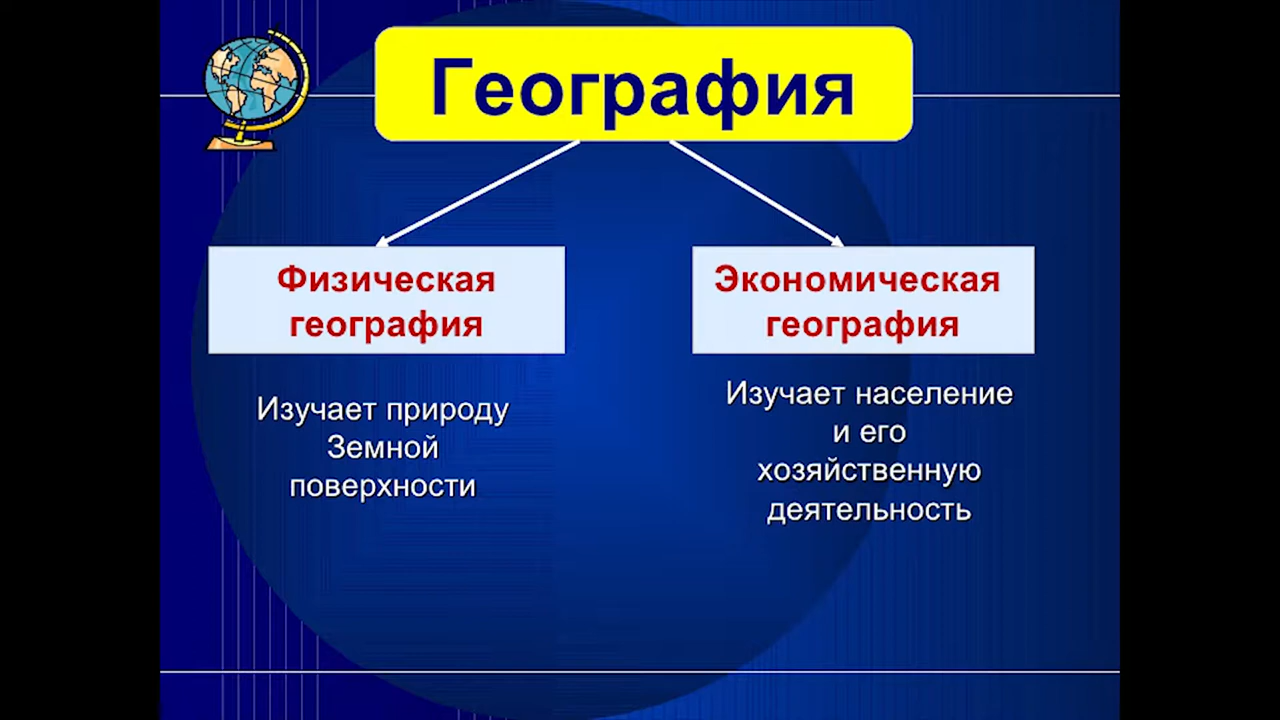 География
Физическая
география
Экономическая
география
Изучает природу
Земной
поверхности
Изучает население
и его
хозяйственную
деятельность